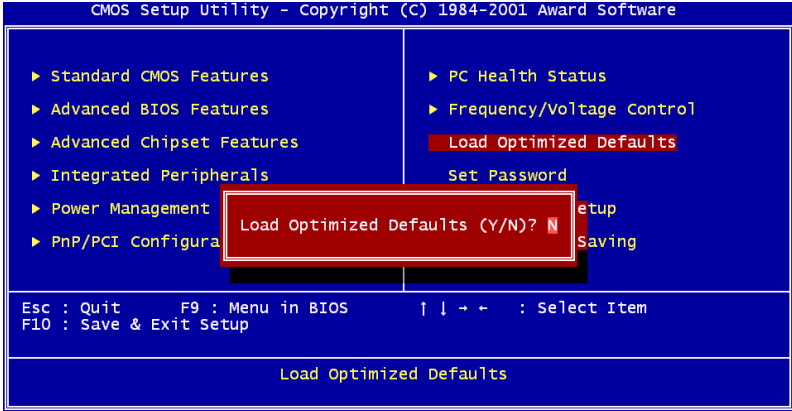 CMOS Setup Utility – Copyright (C) 1984–2001 Award Software
▶ Standard CMOS Features
▶ Advanced BIOS Features
▶ Advanced Chipset Features
▶ Integrated Peripherals
▶ Power Management
▶ PnP/PCI Configura
▶ PC Health Status
▶ Frequency/Voltage Control
Load Optimized Defaults
Set Password
etup
Saving
Load Optimized Defaults (Y/N)? N
Esc : Quit F9 : Menu in BIOS ↑ ↓ → ← : Select Item
F10 : Save & Exit Setup
Load Optimized Defaults